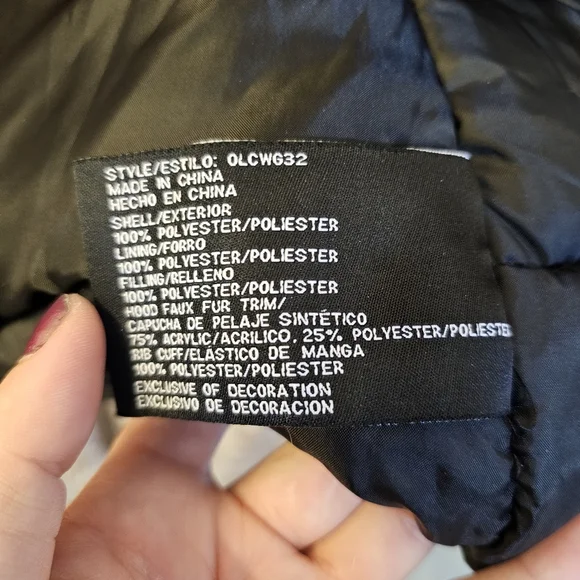 STYLE/ESTILO: OLCWG32
MADE IN CHINA
HECHO EN CHINA
SHELL/EXTERIOR
100% POLYESTER/POLIESTER
LINING/FORRO
100% POLYESTER/POLIESTER
FILLING/RELLENO
100% POLYESTER/POLIESTER
HOOD FAUX FUR TRIM/
CAPUCHA DE PELAJE SINTÉTICO
75% ACRYLIC/ACRILICO, 25% POLYESTER/POLIESTER
RIB CUFF/ELÁSTICO DE MANGA
100% POLYESTER/POLIESTER
EXCLUSIVE OF DECORATION
EXCLUSIVO DE DECORACION